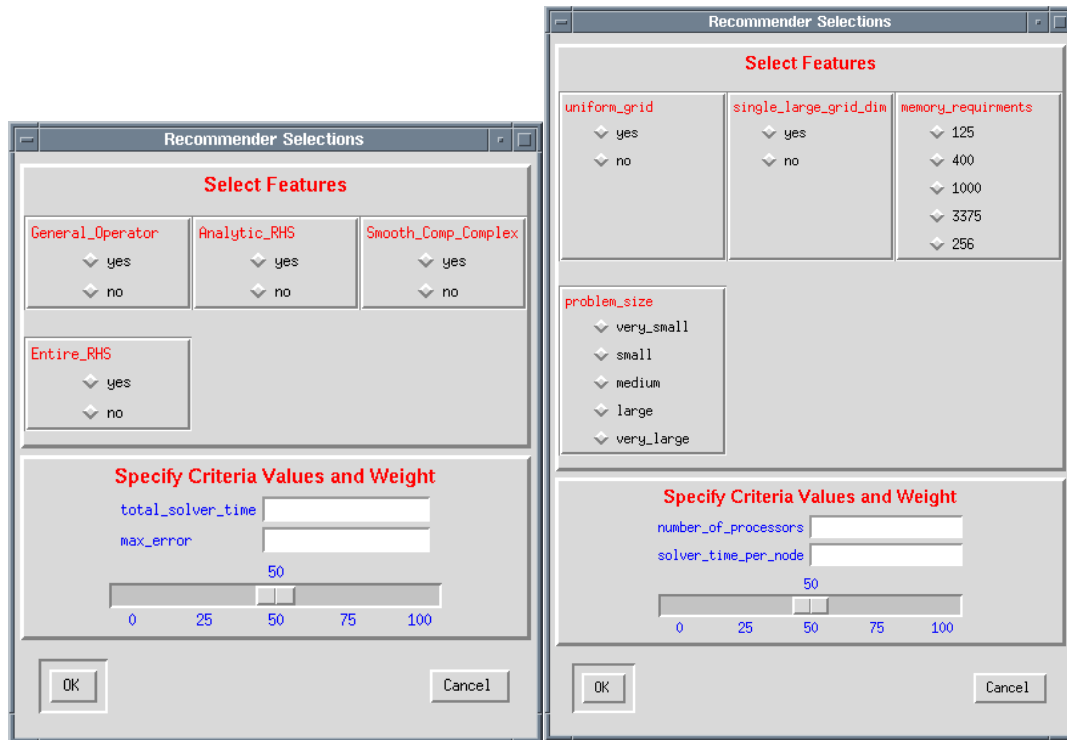 Recommender Selections
Select Features
General_Operator Analytic_RHS Smooth_Comp_Complex
yes yes yes
no no no
Entire_RHS
yes
no
Specify Criteria Values and Weight
total_solver_time
max_error
50
0 25 50 75 100
OK Cancel
Recommender Selections
Select Features
uniform_grid single_large_grid_dim memory_requirments
yes yes 125
no no 400
1000
3375
256
problem_size
very_small
small
medium
large
very_large
Specify Criteria Values and Weight
number_of_processors
solver_time_per_node
50
0 25 50 75 100
OK Cancel